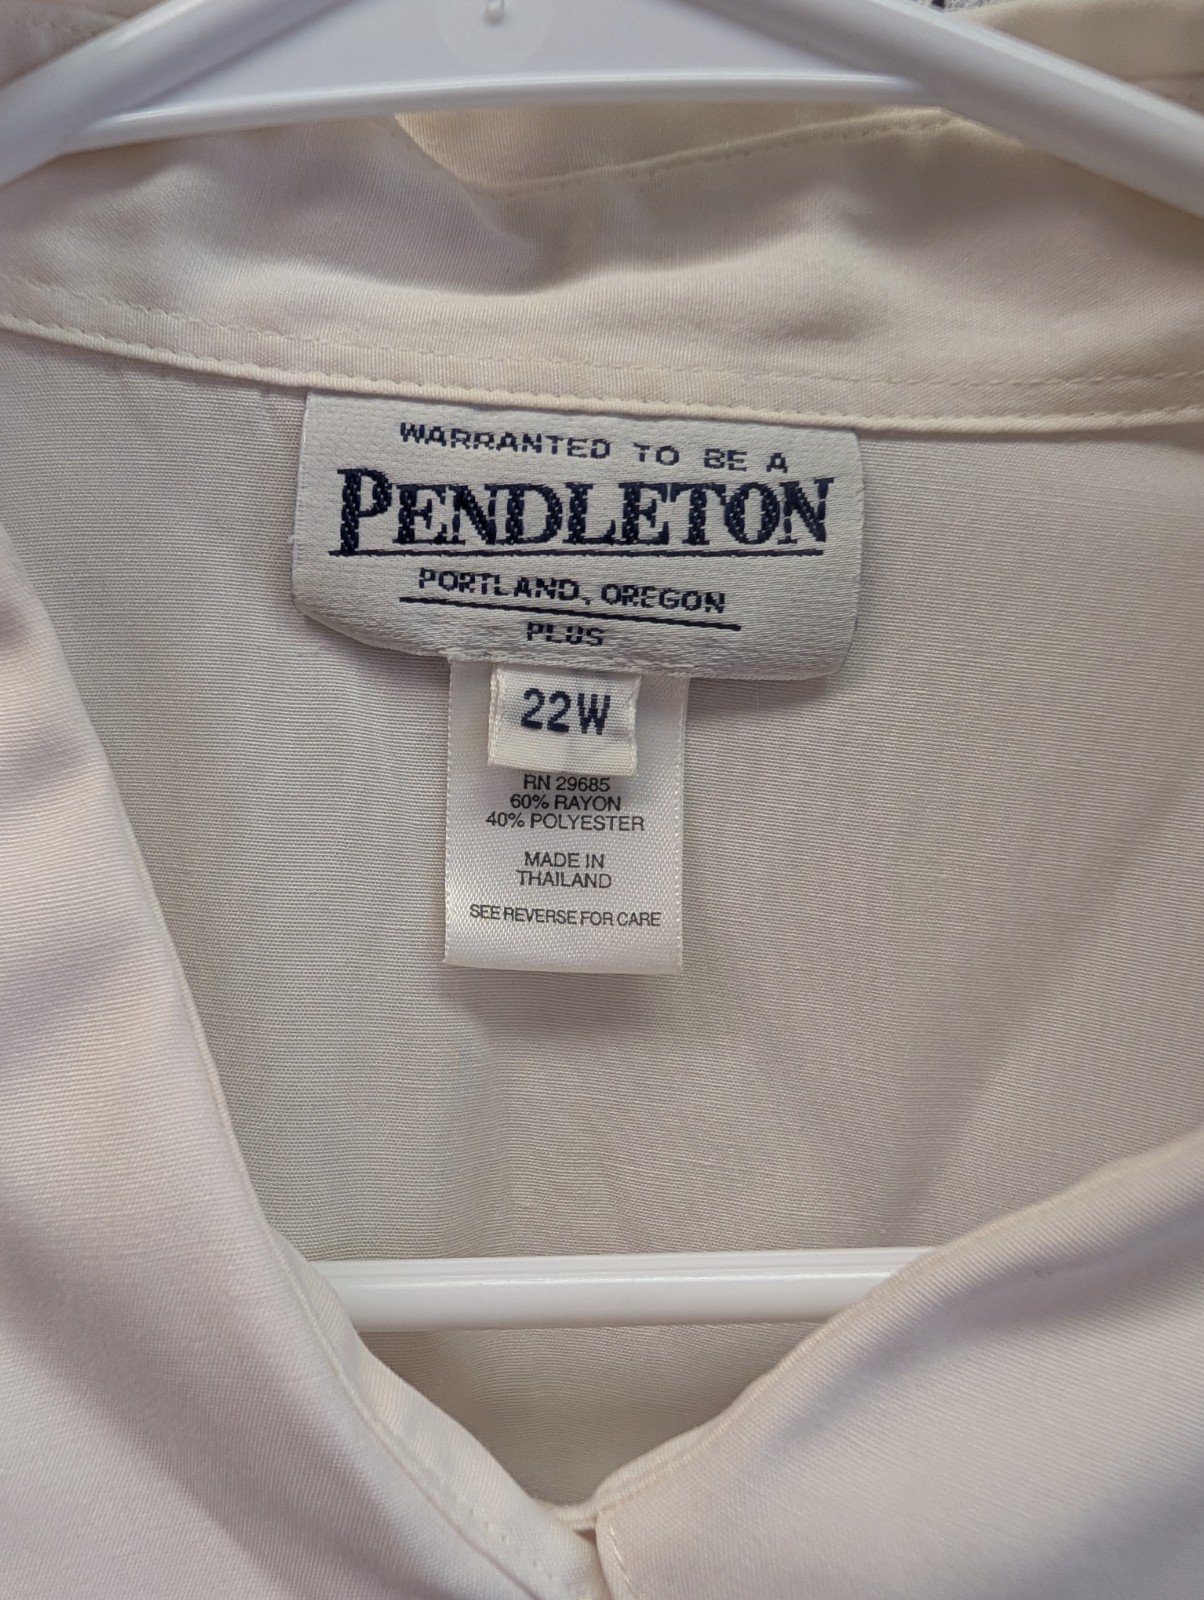 WARRANTED TO BE A
PENDLETON
PORTLAND, OREGON
PLUS
22W
RN 29685
60% RAYON
40% POLYESTER
MADE IN
THAILAND
SEE REVERSE FOR CARE